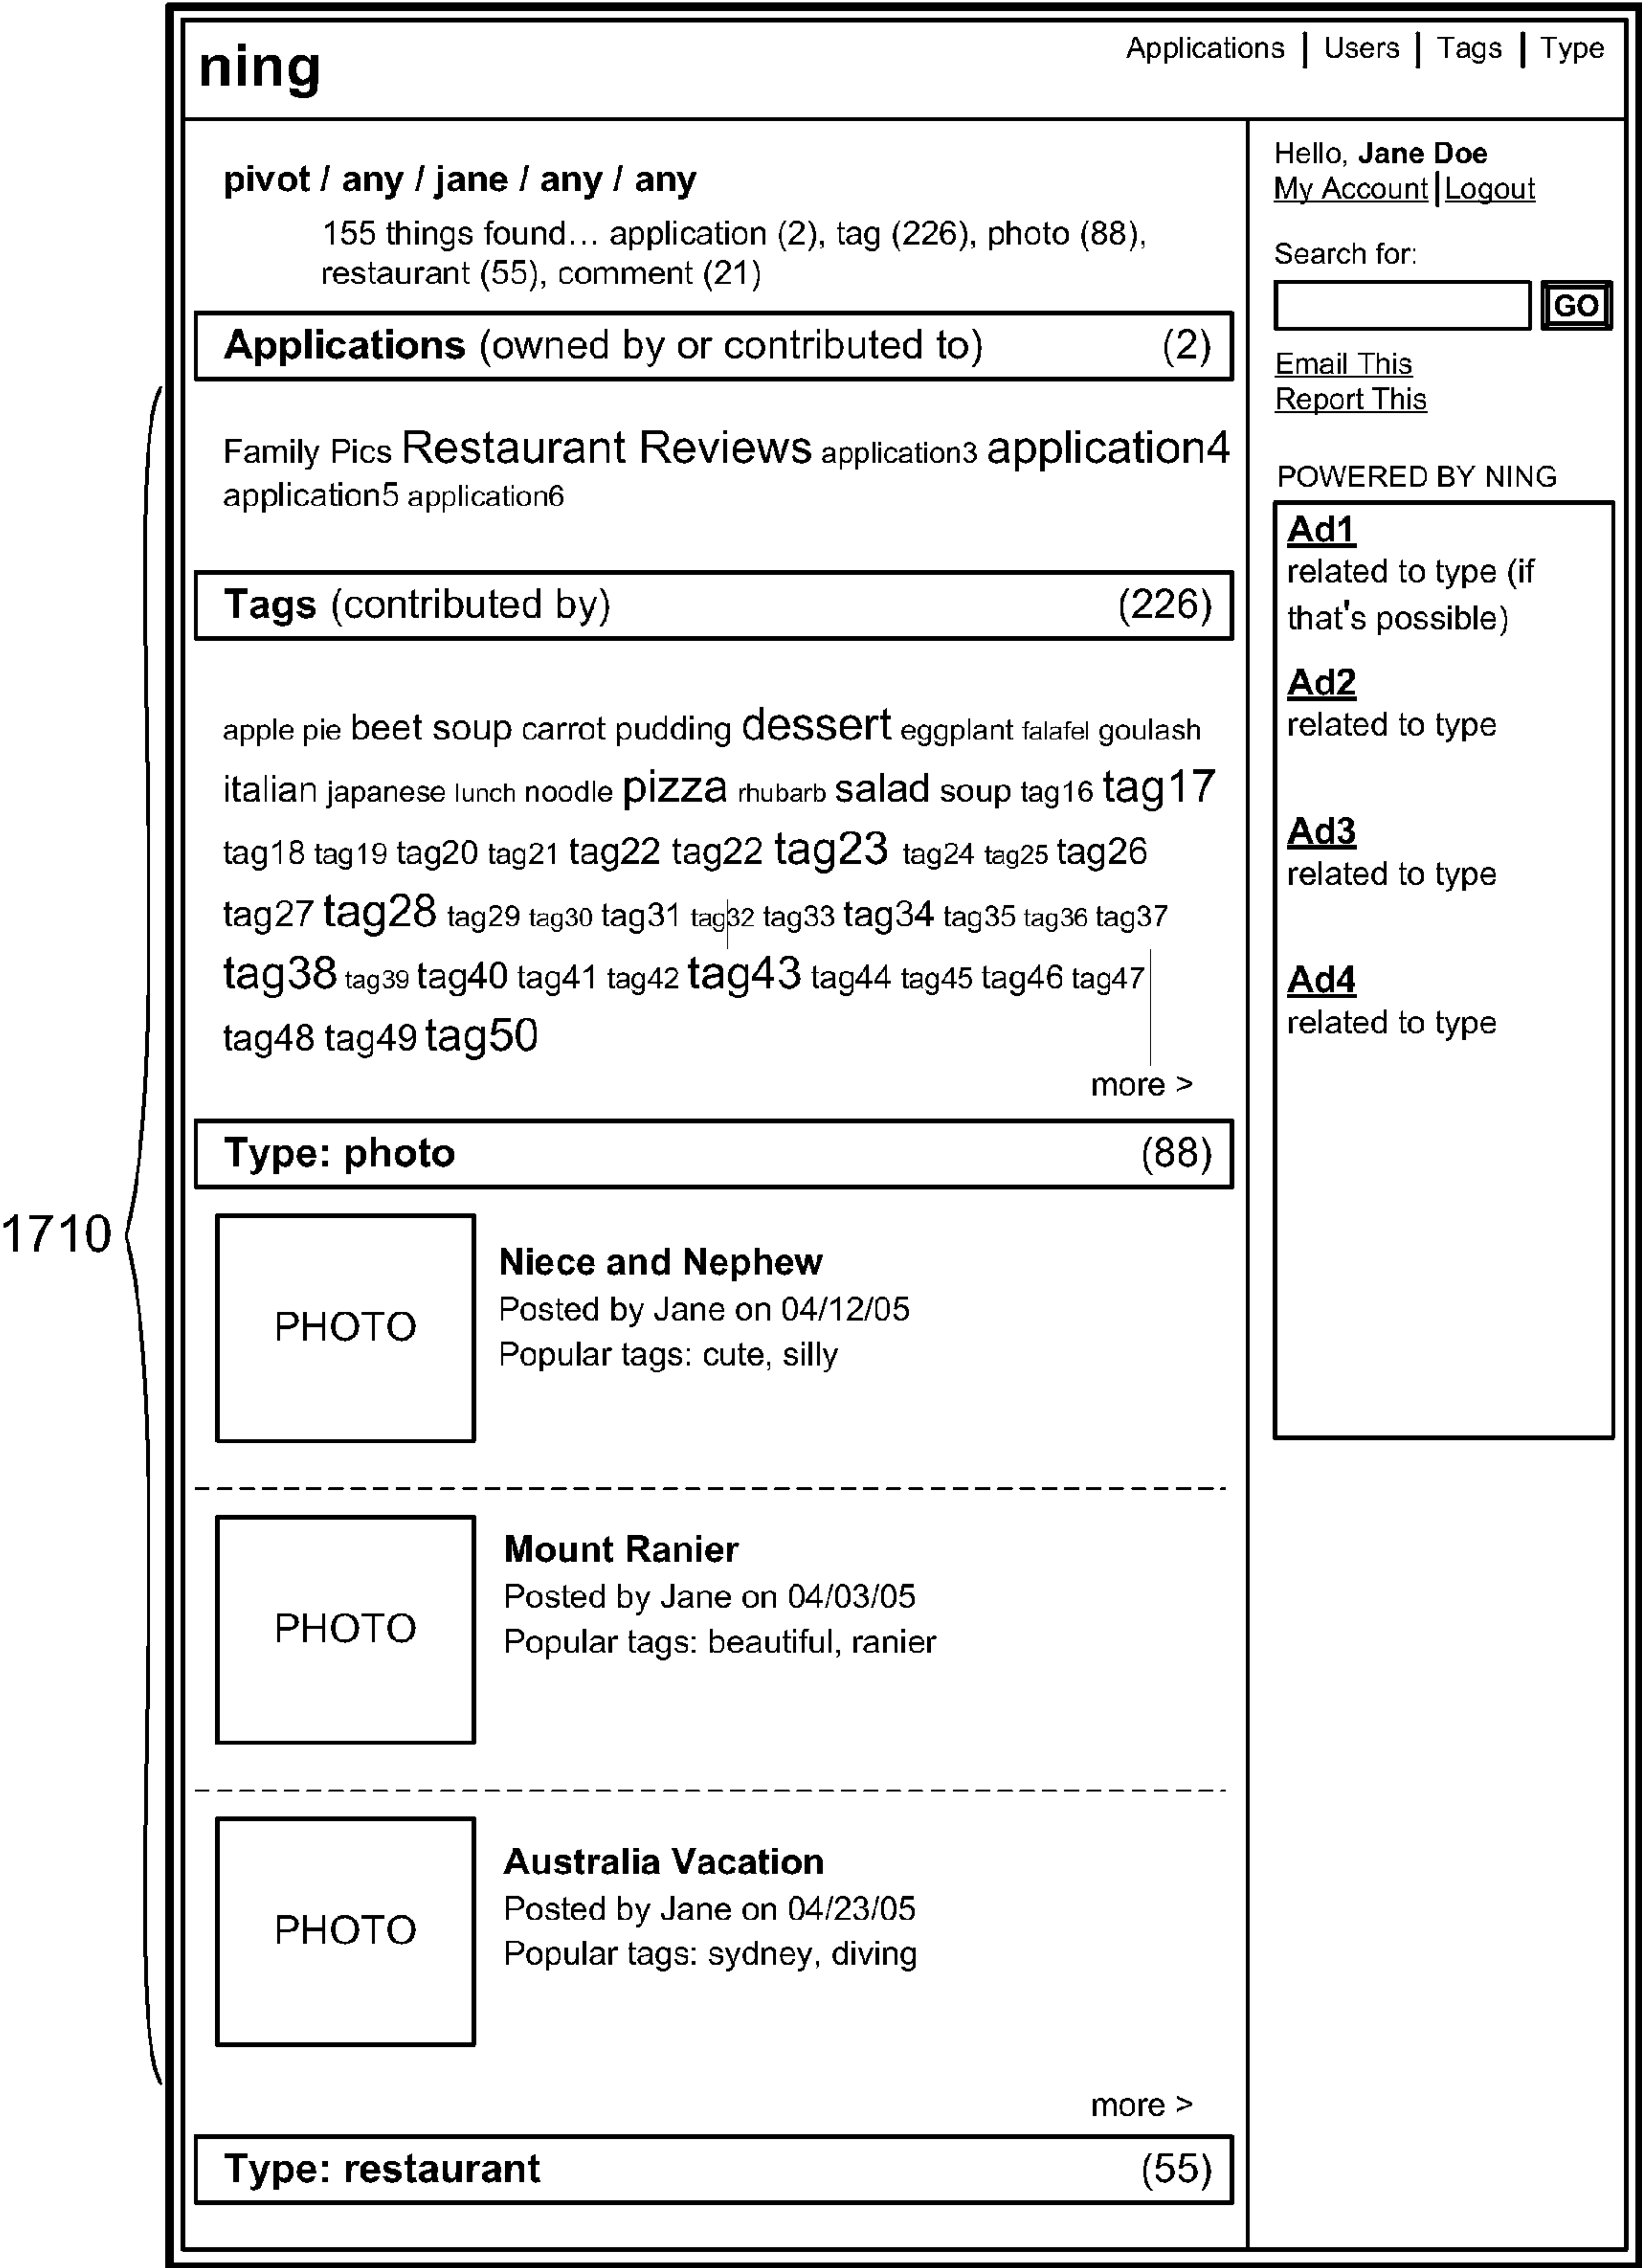 ning
Applications | Users | Tags | Type
pivot / any / jane / any / any
155 things found... application (2), tag (226), photo (88),
restaurant (55), comment (21)
Applications (owned by or contributed to) (2)
Family Pics Restaurant Reviews application3 application4
application5 application6
Tags (contributed by) (226)
apple pie beet soup carrot pudding dessert eggplant falafel goulash
italian japanese lunch noodle pizza rhubarb salad soup tag16 tag17
tag18 tag19 tag20 tag21 tag22 tag22 tag23 tag24 tag25 tag26
tag27 tag28 tag29 tag30 tag31 tag32 tag33 tag34 tag35 tag36 tag37
tag38 tag39 tag40 tag41 tag42 tag43 tag44 tag45 tag46 tag47
tag48 tag49 tag50
more >
Type: photo (88)
1710
PHOTO
Niece and Nephew
Posted by Jane on 04/12/05
Popular tags: cute, silly
PHOTO
Mount Ranier
Posted by Jane on 04/03/05
Popular tags: beautiful, ranier
PHOTO
Australia Vacation
Posted by Jane on 04/23/05
Popular tags: sydney, diving
more >
Type: restaurant (55)
Hello, Jane Doe
My Account | Logout
Search for:
GO
Email This
Report This
POWERED BY NING
Ad1
related to type (if
that's possible)
Ad2
related to type
Ad3
related to type
Ad4
related to type